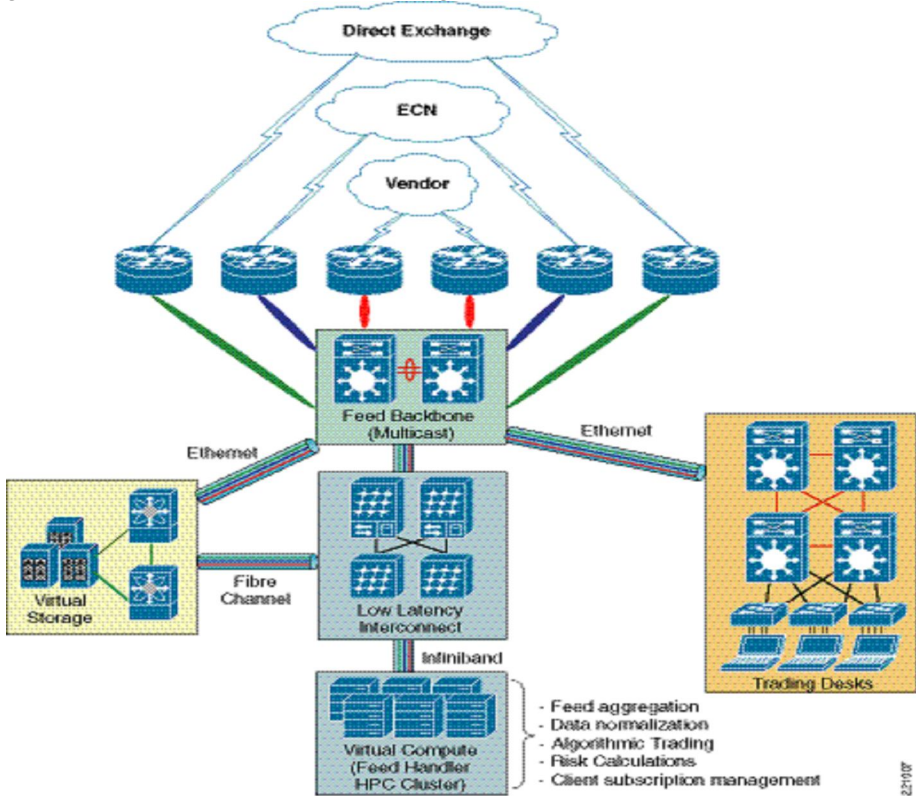 Direct Exchange
ECN
Vendor
Feed Backbone
(Multicast)
Ethernet
Ethernet
Virtual
Storage
Fibre
Channel
Low Latency
Interconnect
Infiniband
Trading Desks
Virtual Compute
(Feed Handler
HPC Cluster)
- Feed aggregation
- Data normalization
- Algorithmic Trading
- Risk Calculations
- Client subscription management
221907